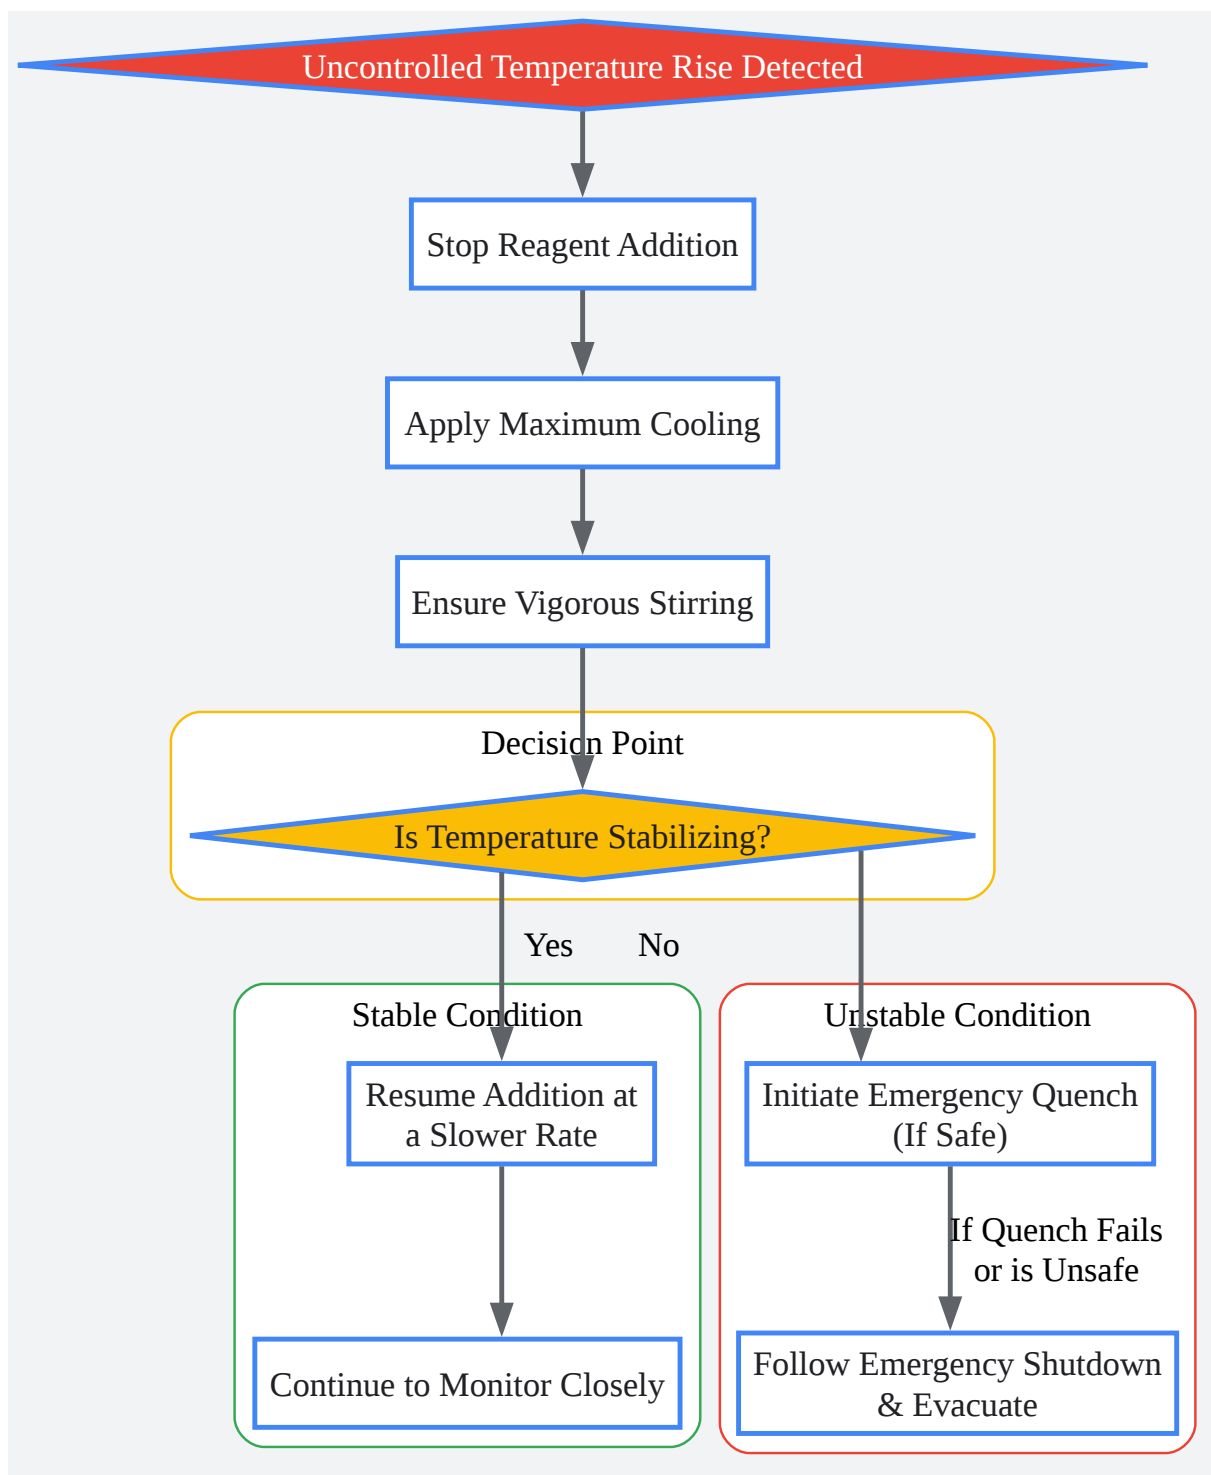 Uncontrolled Temperature Rise Detected
Stop Reagent Addition
Apply Maximum Cooling
Ensure Vigorous Stirring
Decision Point
Is Temperature Stabilizing?
Yes
No
Stable Condition
Resume Addition at
a Slower Rate
Continue to Monitor Closely
Unstable Condition
Initiate Emergency Quench
(If Safe)
If Quench Fails
or is Unsafe
Follow Emergency Shutdown
& Evacuate